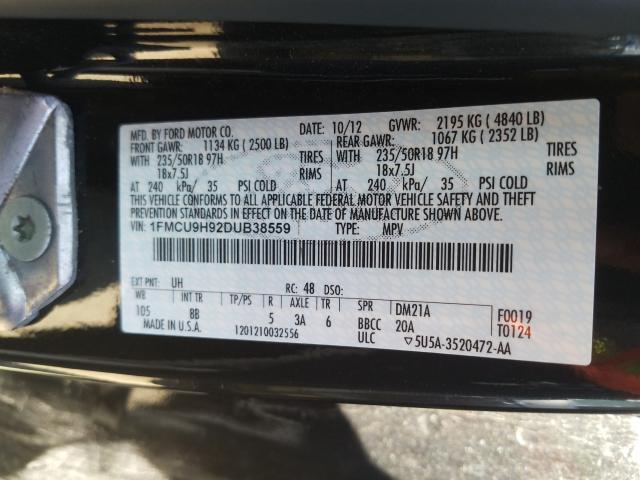 MFD. BY FORD MOTOR CO.
DATE: 10/12 GVWR: 2195 KG ( 4840 LB)
FRONT GAWR: 1134 KG ( 2500 LB) REAR GAWR: 1067 KG ( 2352 LB)
WITH 235/50R18 97H TIRES WITH 235/50R18 97H TIRES
18x7.5J RIMS 18x7.5J RIMS
AT 240 kPa/ 35 PSI COLD AT 240 kPa/ 35 PSI COLD
THIS VEHICLE CONFORMS TO ALL APPLICABLE FEDERAL MOTOR VEHICLE SAFETY AND THEFT
PREVENTION STANDARDS IN EFFECT ON THE DATE OF MANUFACTURE SHOWN ABOVE.
VIN: 1FMCU9H92DUB38559 TYPE: MPV
EXT PNT: UH RC: 48 DSO:
WB INT TR TP/PS R AXLE TR SPR DM21A F0019
105 8B 5 3A 6 BBCC 20A T0124
MADE IN U.S.A. 1201210032556 ULC ▽5U5A-3520472-AA